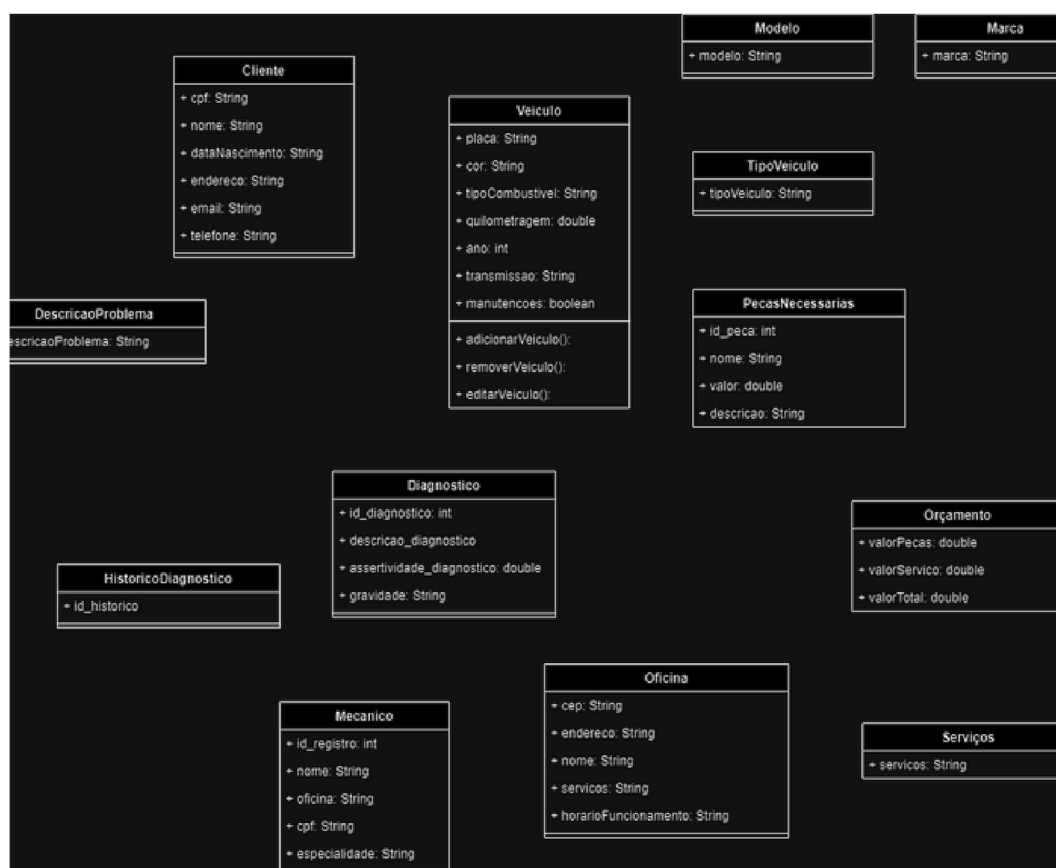 Modelo
+ modelo: String
Marca
+ marca: String
Cliente
+ cpf: String
+ nome: String
+ dataNascimento: String
+ endereco: String
+ email: String
+ telefone: String
Veiculo
+ placa: String
+ cor: String
+ tipoCombustivel: String
+ quilometragem: double
+ ano: int
+ transmissao: String
+ manutencoes: boolean
+ adicionarVeiculo():
+ removerVeiculo():
+ editarVeiculo():
TipoVeiculo
+ tipoVeiculo: String
DescricaoProblema
escricaoProblema: String
PecasNecessarias
+ id_peca: int
+ nome: String
+ valor: double
+ descricao: String
Diagnostico
+ id_diagnostico: int
+ descricao_diagnostico
+ assertividade_diagnostico: double
+ gravidade: String
Orçamento
+ valorPecas: double
+ valorServico: double
+ valorTotal: double
HistoricoDiagnostico
+ id_historico
Mecanico
+ id_registro: int
+ nome: String
+ oficina: String
+ cpf: String
+ especialidade: String
Oficina
+ cep: String
+ endereco: String
+ nome: String
+ servicos: String
+ horarioFuncionamento: String
Serviços
+ servicos: String